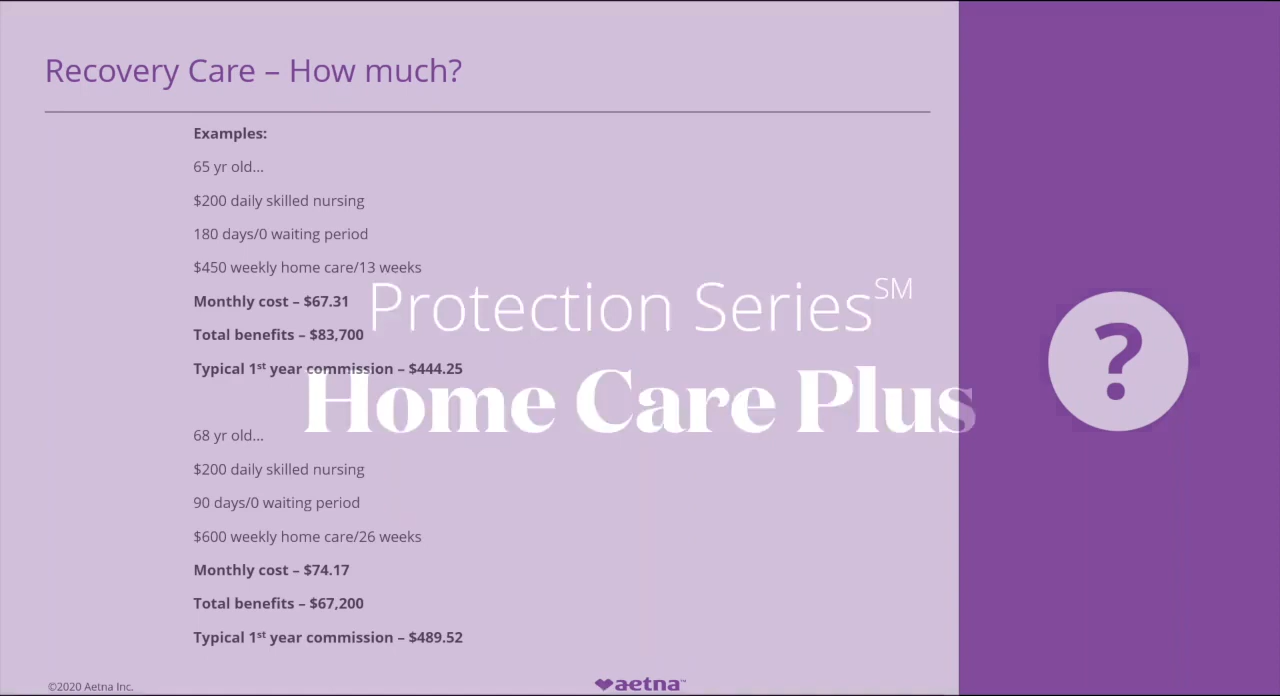 Recovery Care – How much?
Examples:
65 yr old...
$200 daily skilled nursing
180 days/0 waiting period
$450 weekly home care/13 weeks
Monthly cost – $67.31
Total benefits – $83,700
Typical 1st year commission – $444.25
Protection Series℠
Home Care Plus
68 yr old...
$200 daily skilled nursing
90 days/0 waiting period
$600 weekly home care/26 weeks
Monthly cost – $74.17
Total benefits – $67,200
Typical 1st year commission – $489.52
?
©2020 Aetna Inc.
aetna™